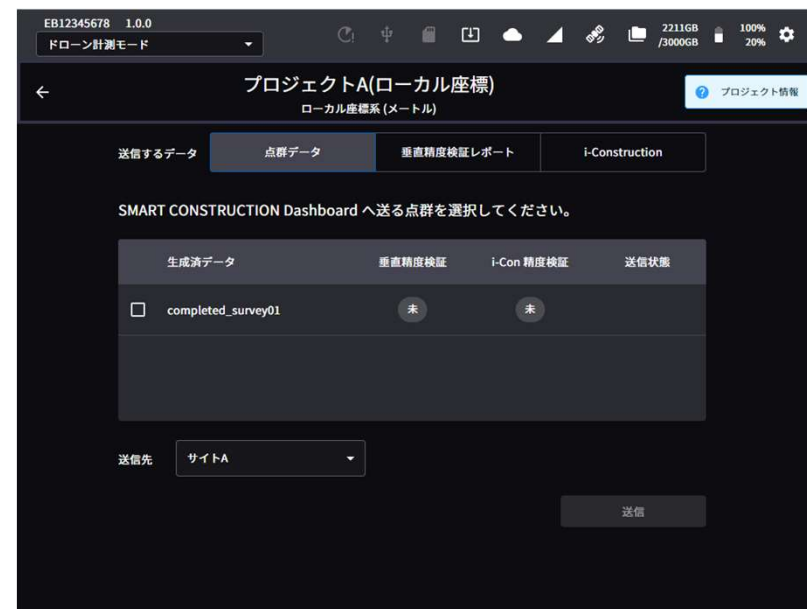 EB12345678 1.0.0
ドローン計測モード
2211GB
/3000GB
100%
20%
プロジェクトA(ローカル座標)
ローカル座標系 (メートル)
? プロジェクト情報
送信するデータ 点群データ 垂直精度検証レポート i-Construction
SMART CONSTRUCTION Dashboard へ送る点群を選択してください。
生成済データ 垂直精度検証 i-Con 精度検証 送信状態
completed_survey01 未 未
送信先 サイトA
送信